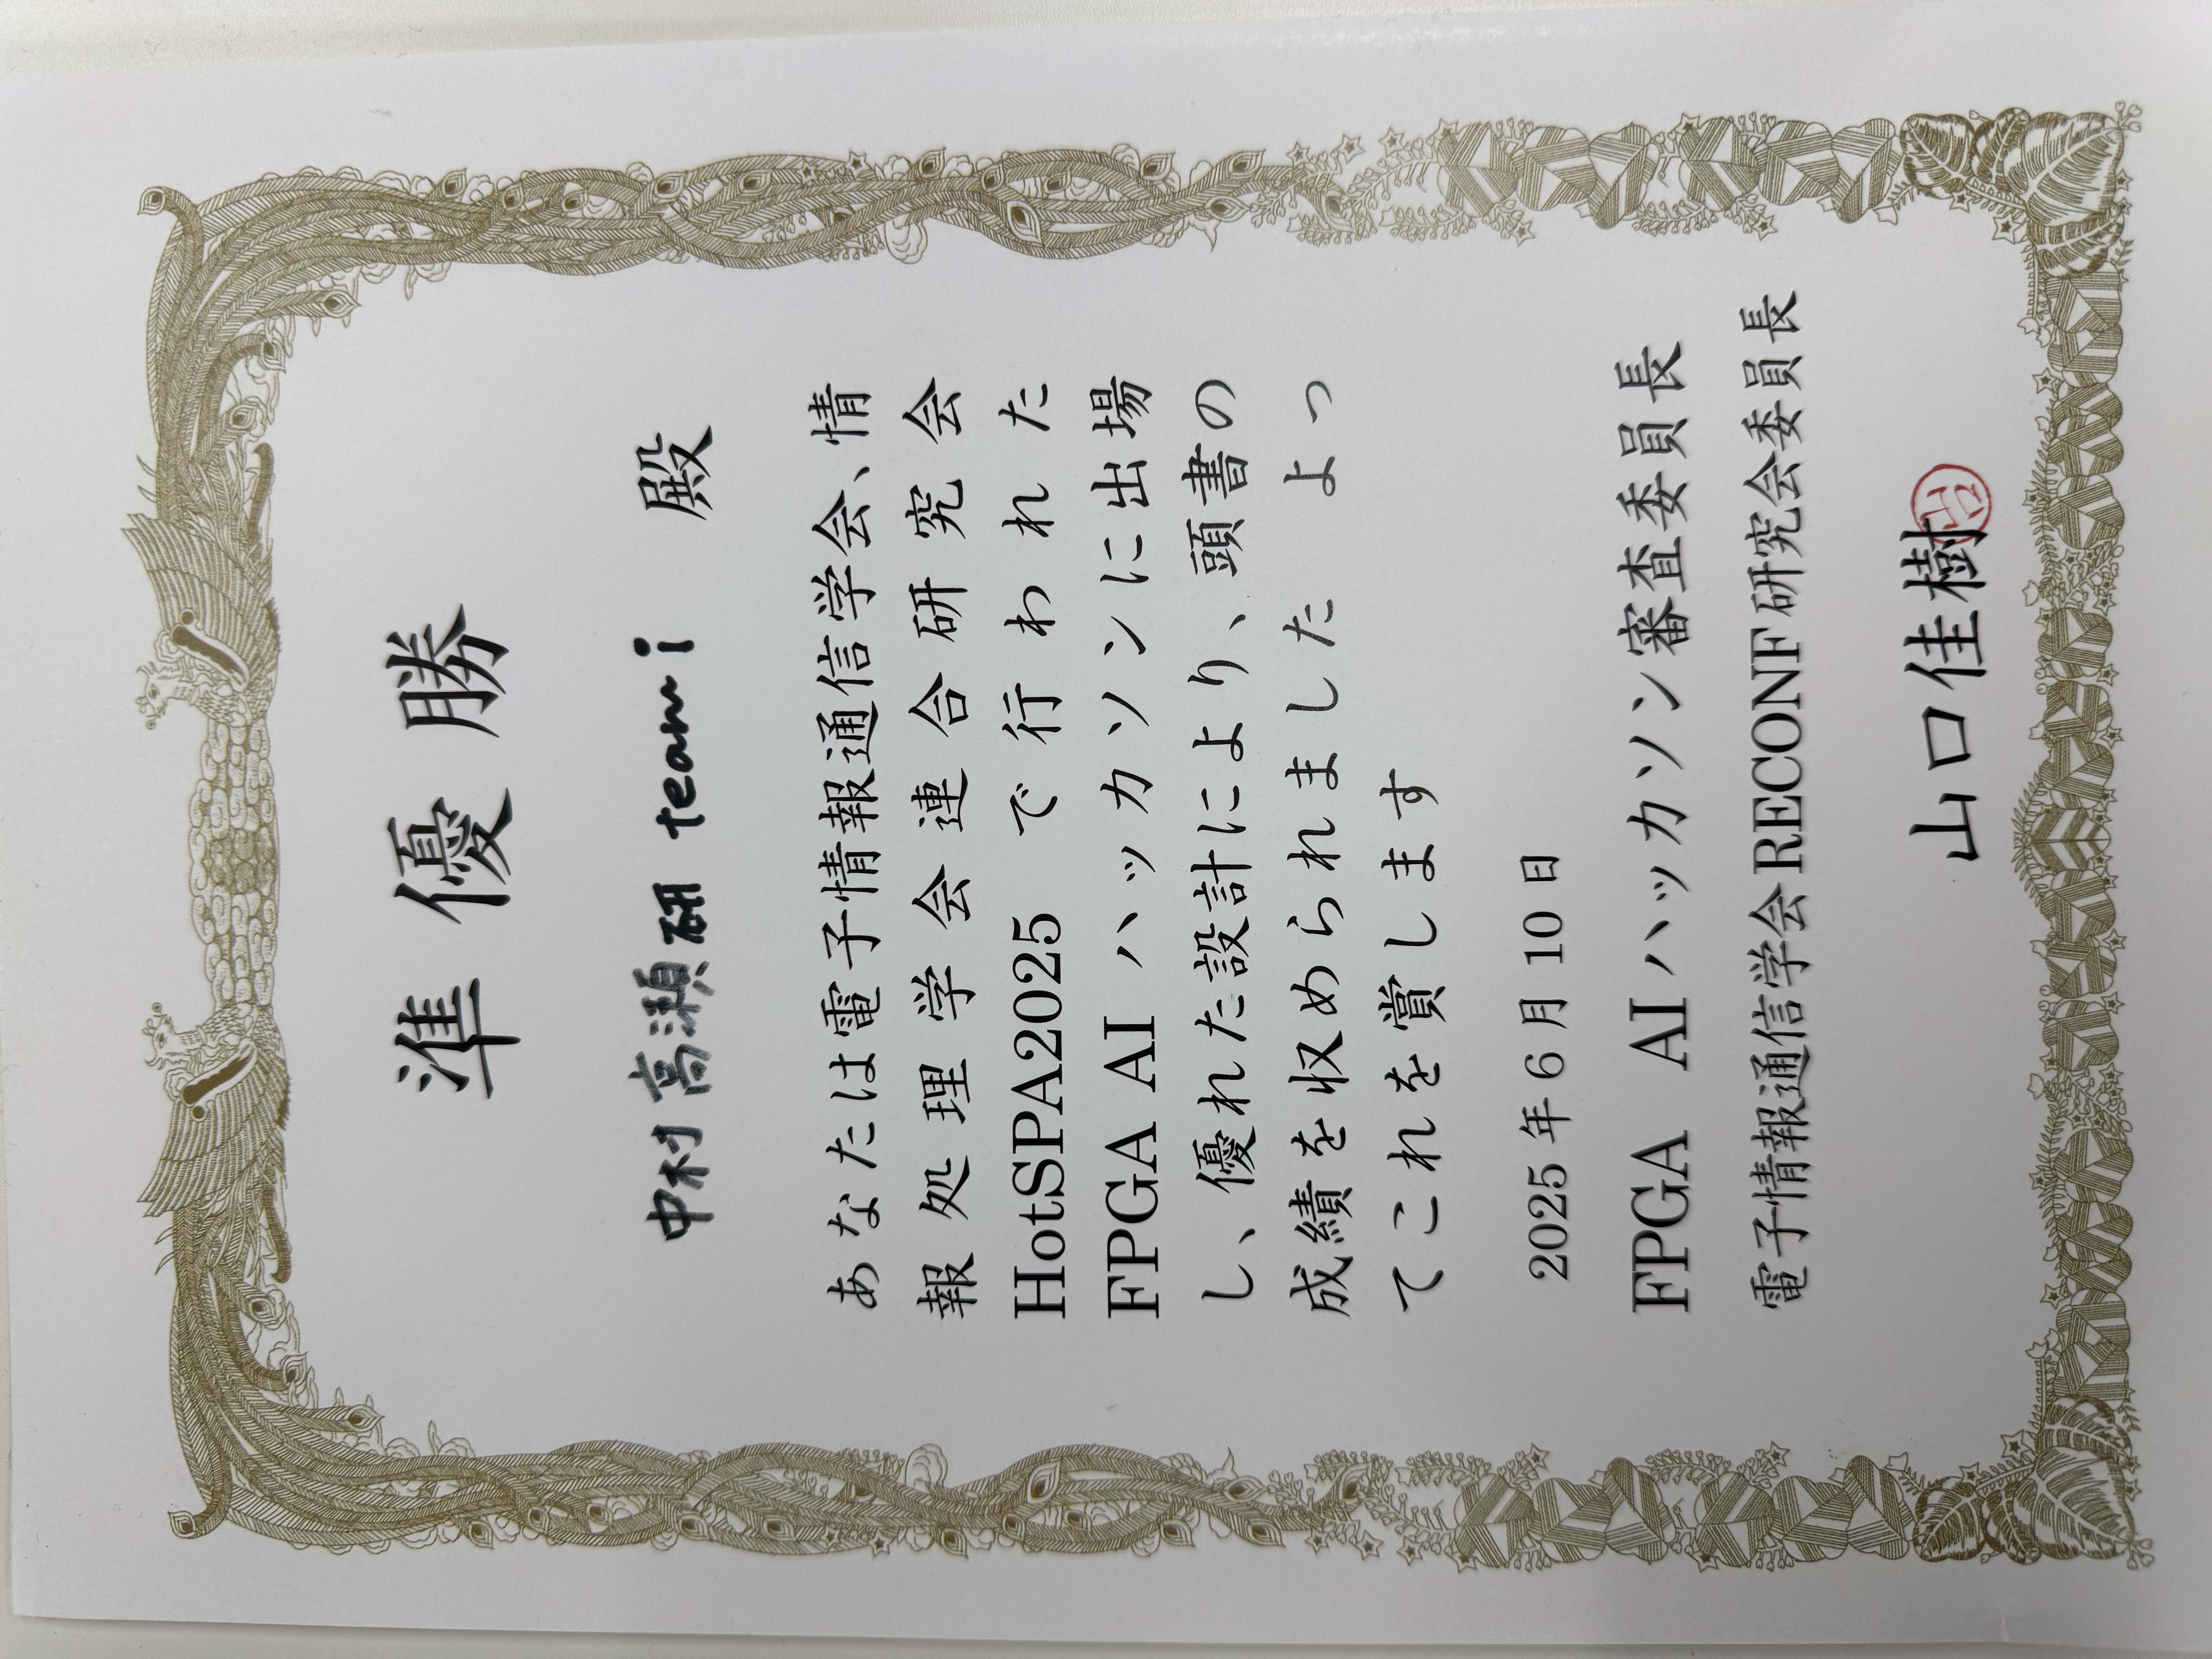 準優勝
中村高瀬研 team i 殿
あなたは電子情報通信学会、情
報処理学会連合研究会
HotSPA2025 で行われた
FPGA AI ハッカソンに出場
し、優れた設計により、頭書の
成績を収められました よっ
てこれを賞します
2025年6月10日
FPGA AI ハッカソン審査委員長
電子情報通信学会 RECONF 研究会委員長
山口佳樹